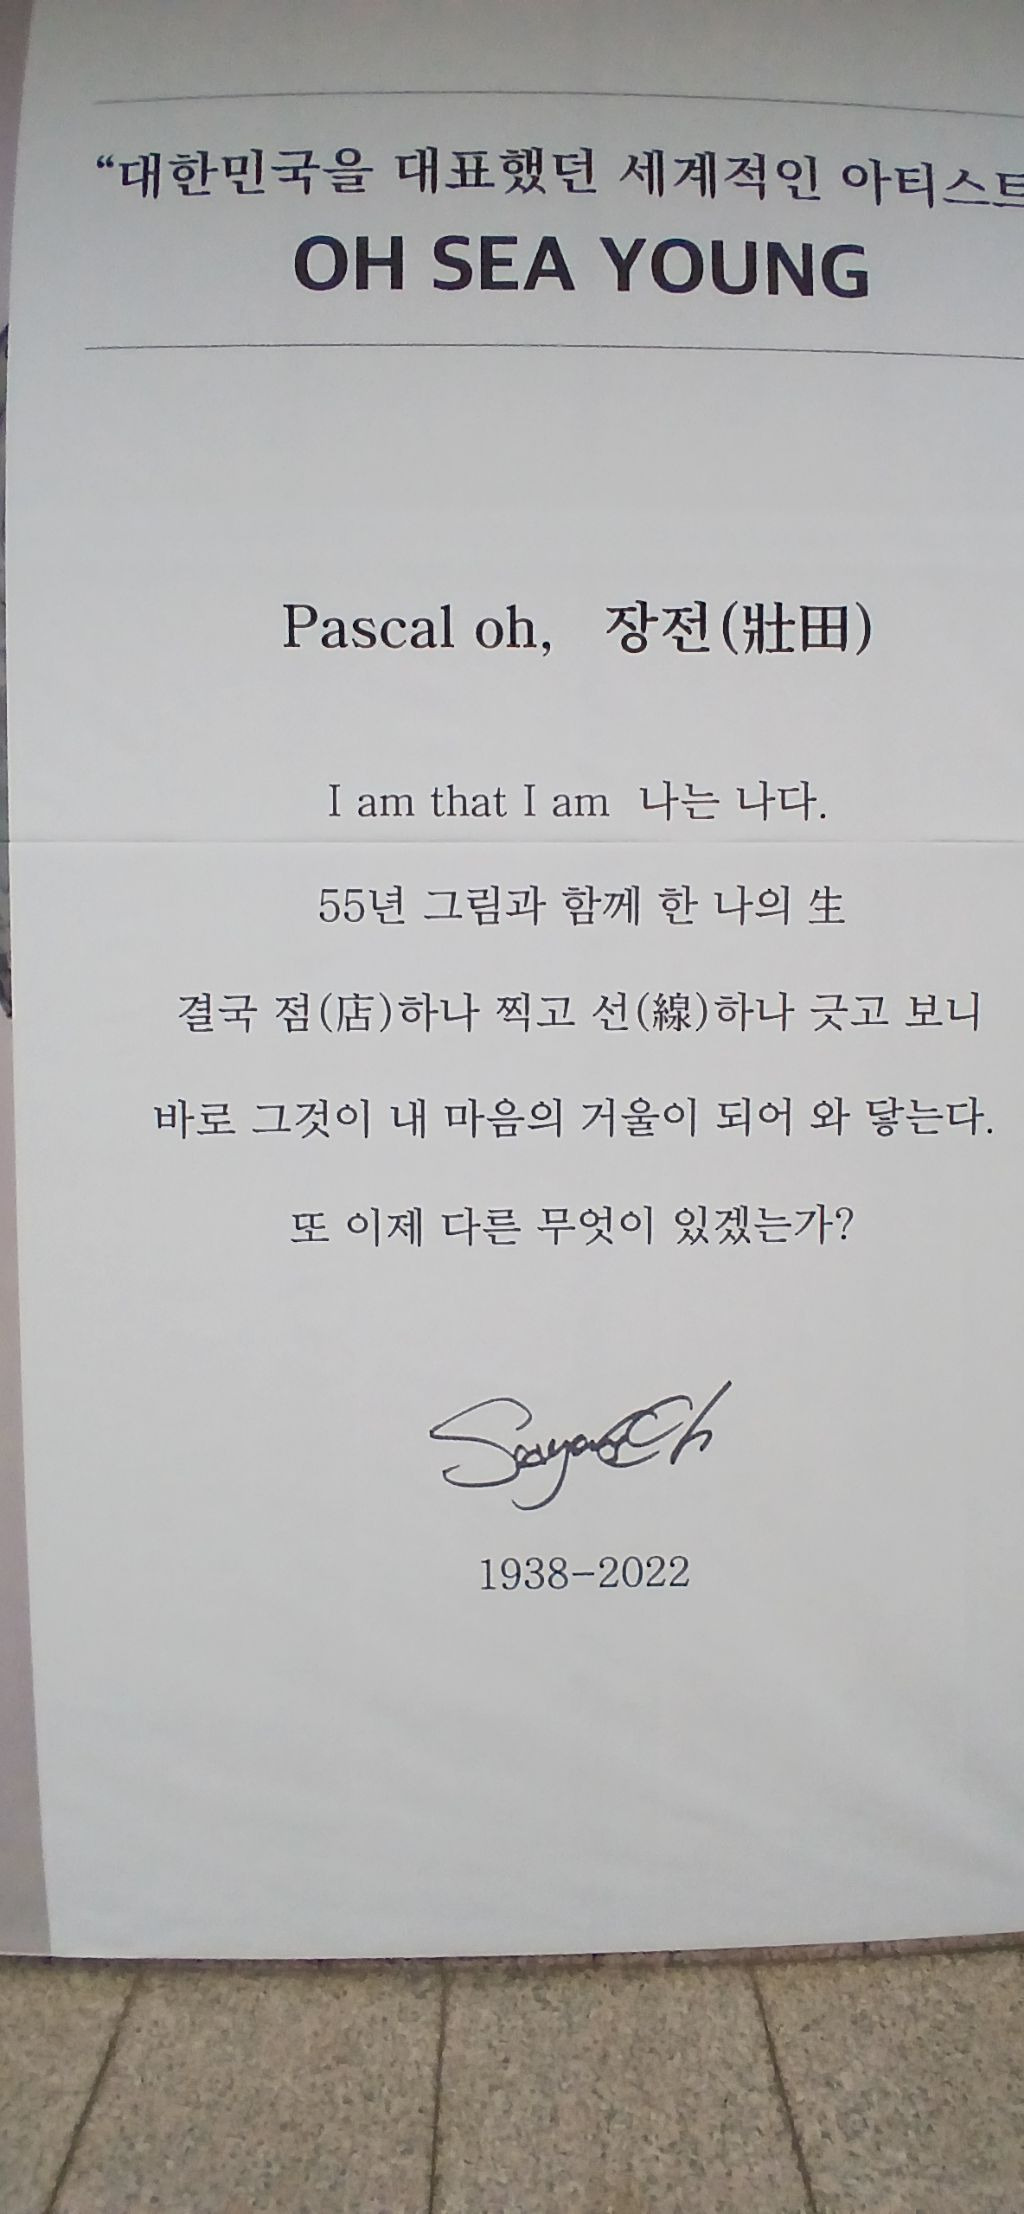 “대한민국을 대표했던 세계적인 아티스트
OH SEA YOUNG
Pascal oh, 장전(壯田)
I am that I am 나는 나다.
55년 그림과 함께 한 나의 生
결국 점(店)하나 찍고 선(線)하나 긋고 보니
바로 그것이 내 마음의 거울이 되어 와 닿는다.
또 이제 다른 무엇이 있겠는가?
1938-2022